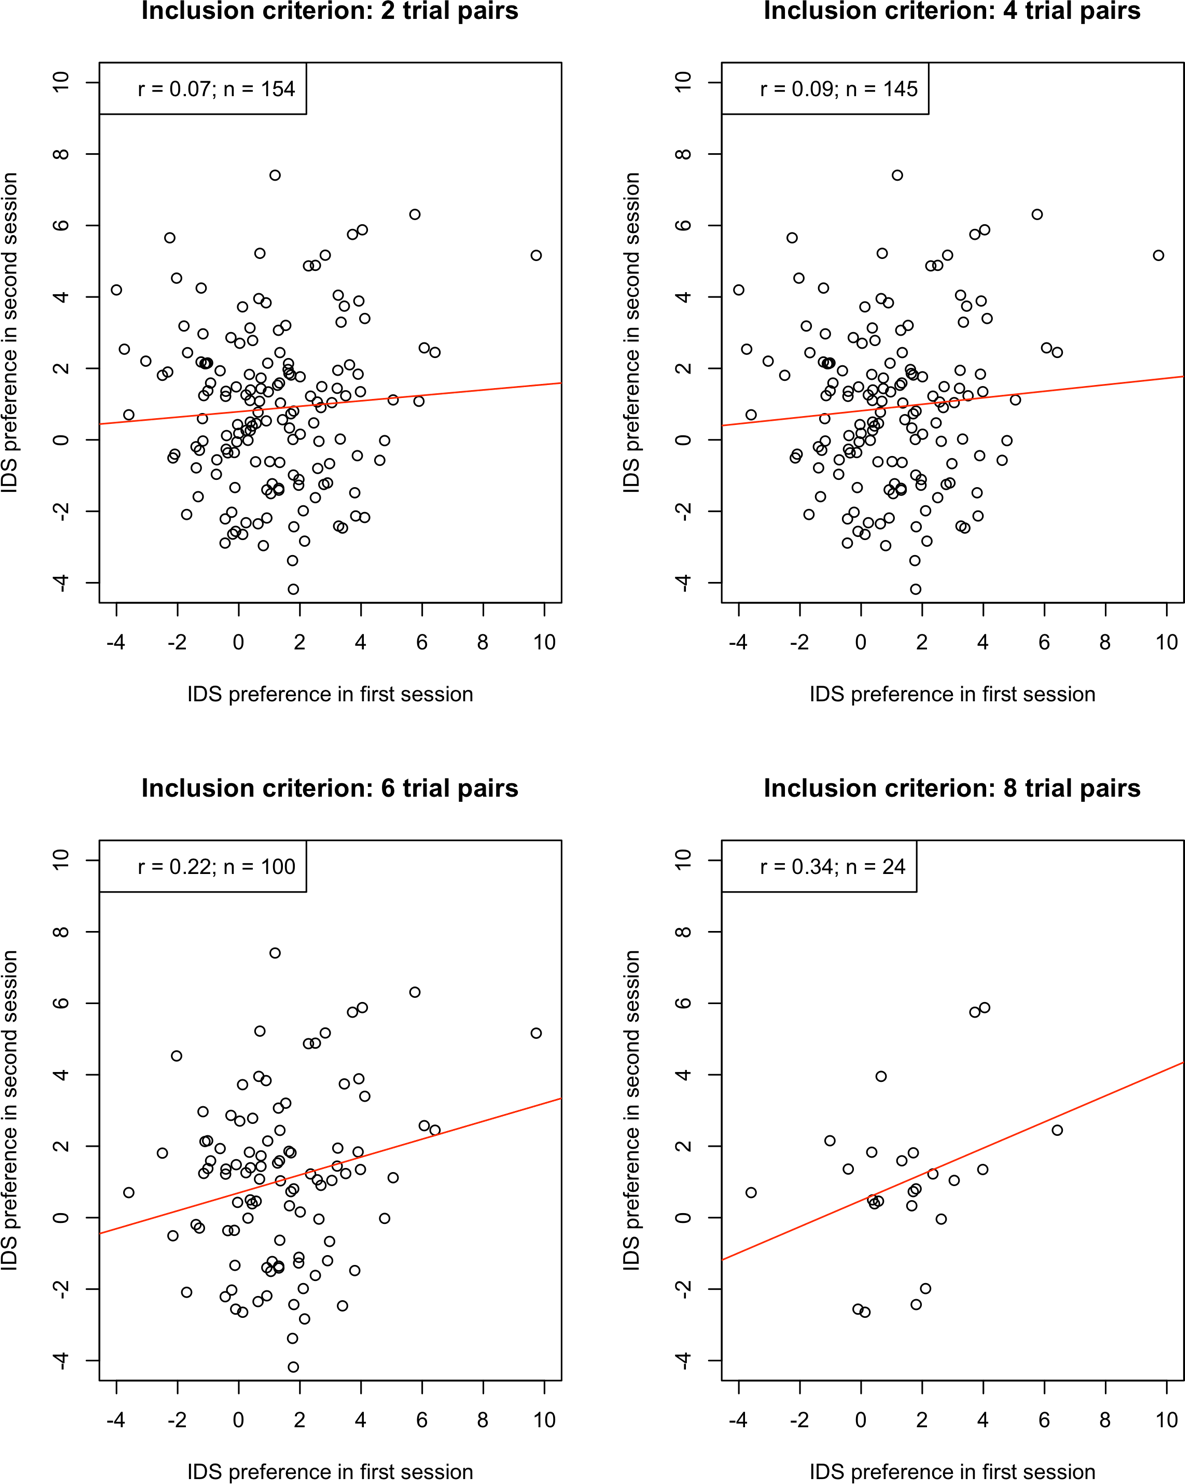 Inclusion criterion: 2 trial pairs
r = 0.07; n = 154
IDS preference in second session
10
8
6
4
2
0
-2
-4
-4 -2 0 2 4 6 8 10
IDS preference in first session
Inclusion criterion: 4 trial pairs
r = 0.09; n = 145
IDS preference in second session
10
8
6
4
2
0
-2
-4
-4 -2 0 2 4 6 8 10
IDS preference in first session
Inclusion criterion: 6 trial pairs
r = 0.22; n = 100
IDS preference in second session
10
8
6
4
2
0
-2
-4
-4 -2 0 2 4 6 8 10
IDS preference in first session
Inclusion criterion: 8 trial pairs
r = 0.34; n = 24
IDS preference in second session
10
8
6
4
2
0
-2
-4
-4 -2 0 2 4 6 8 10
IDS preference in first session